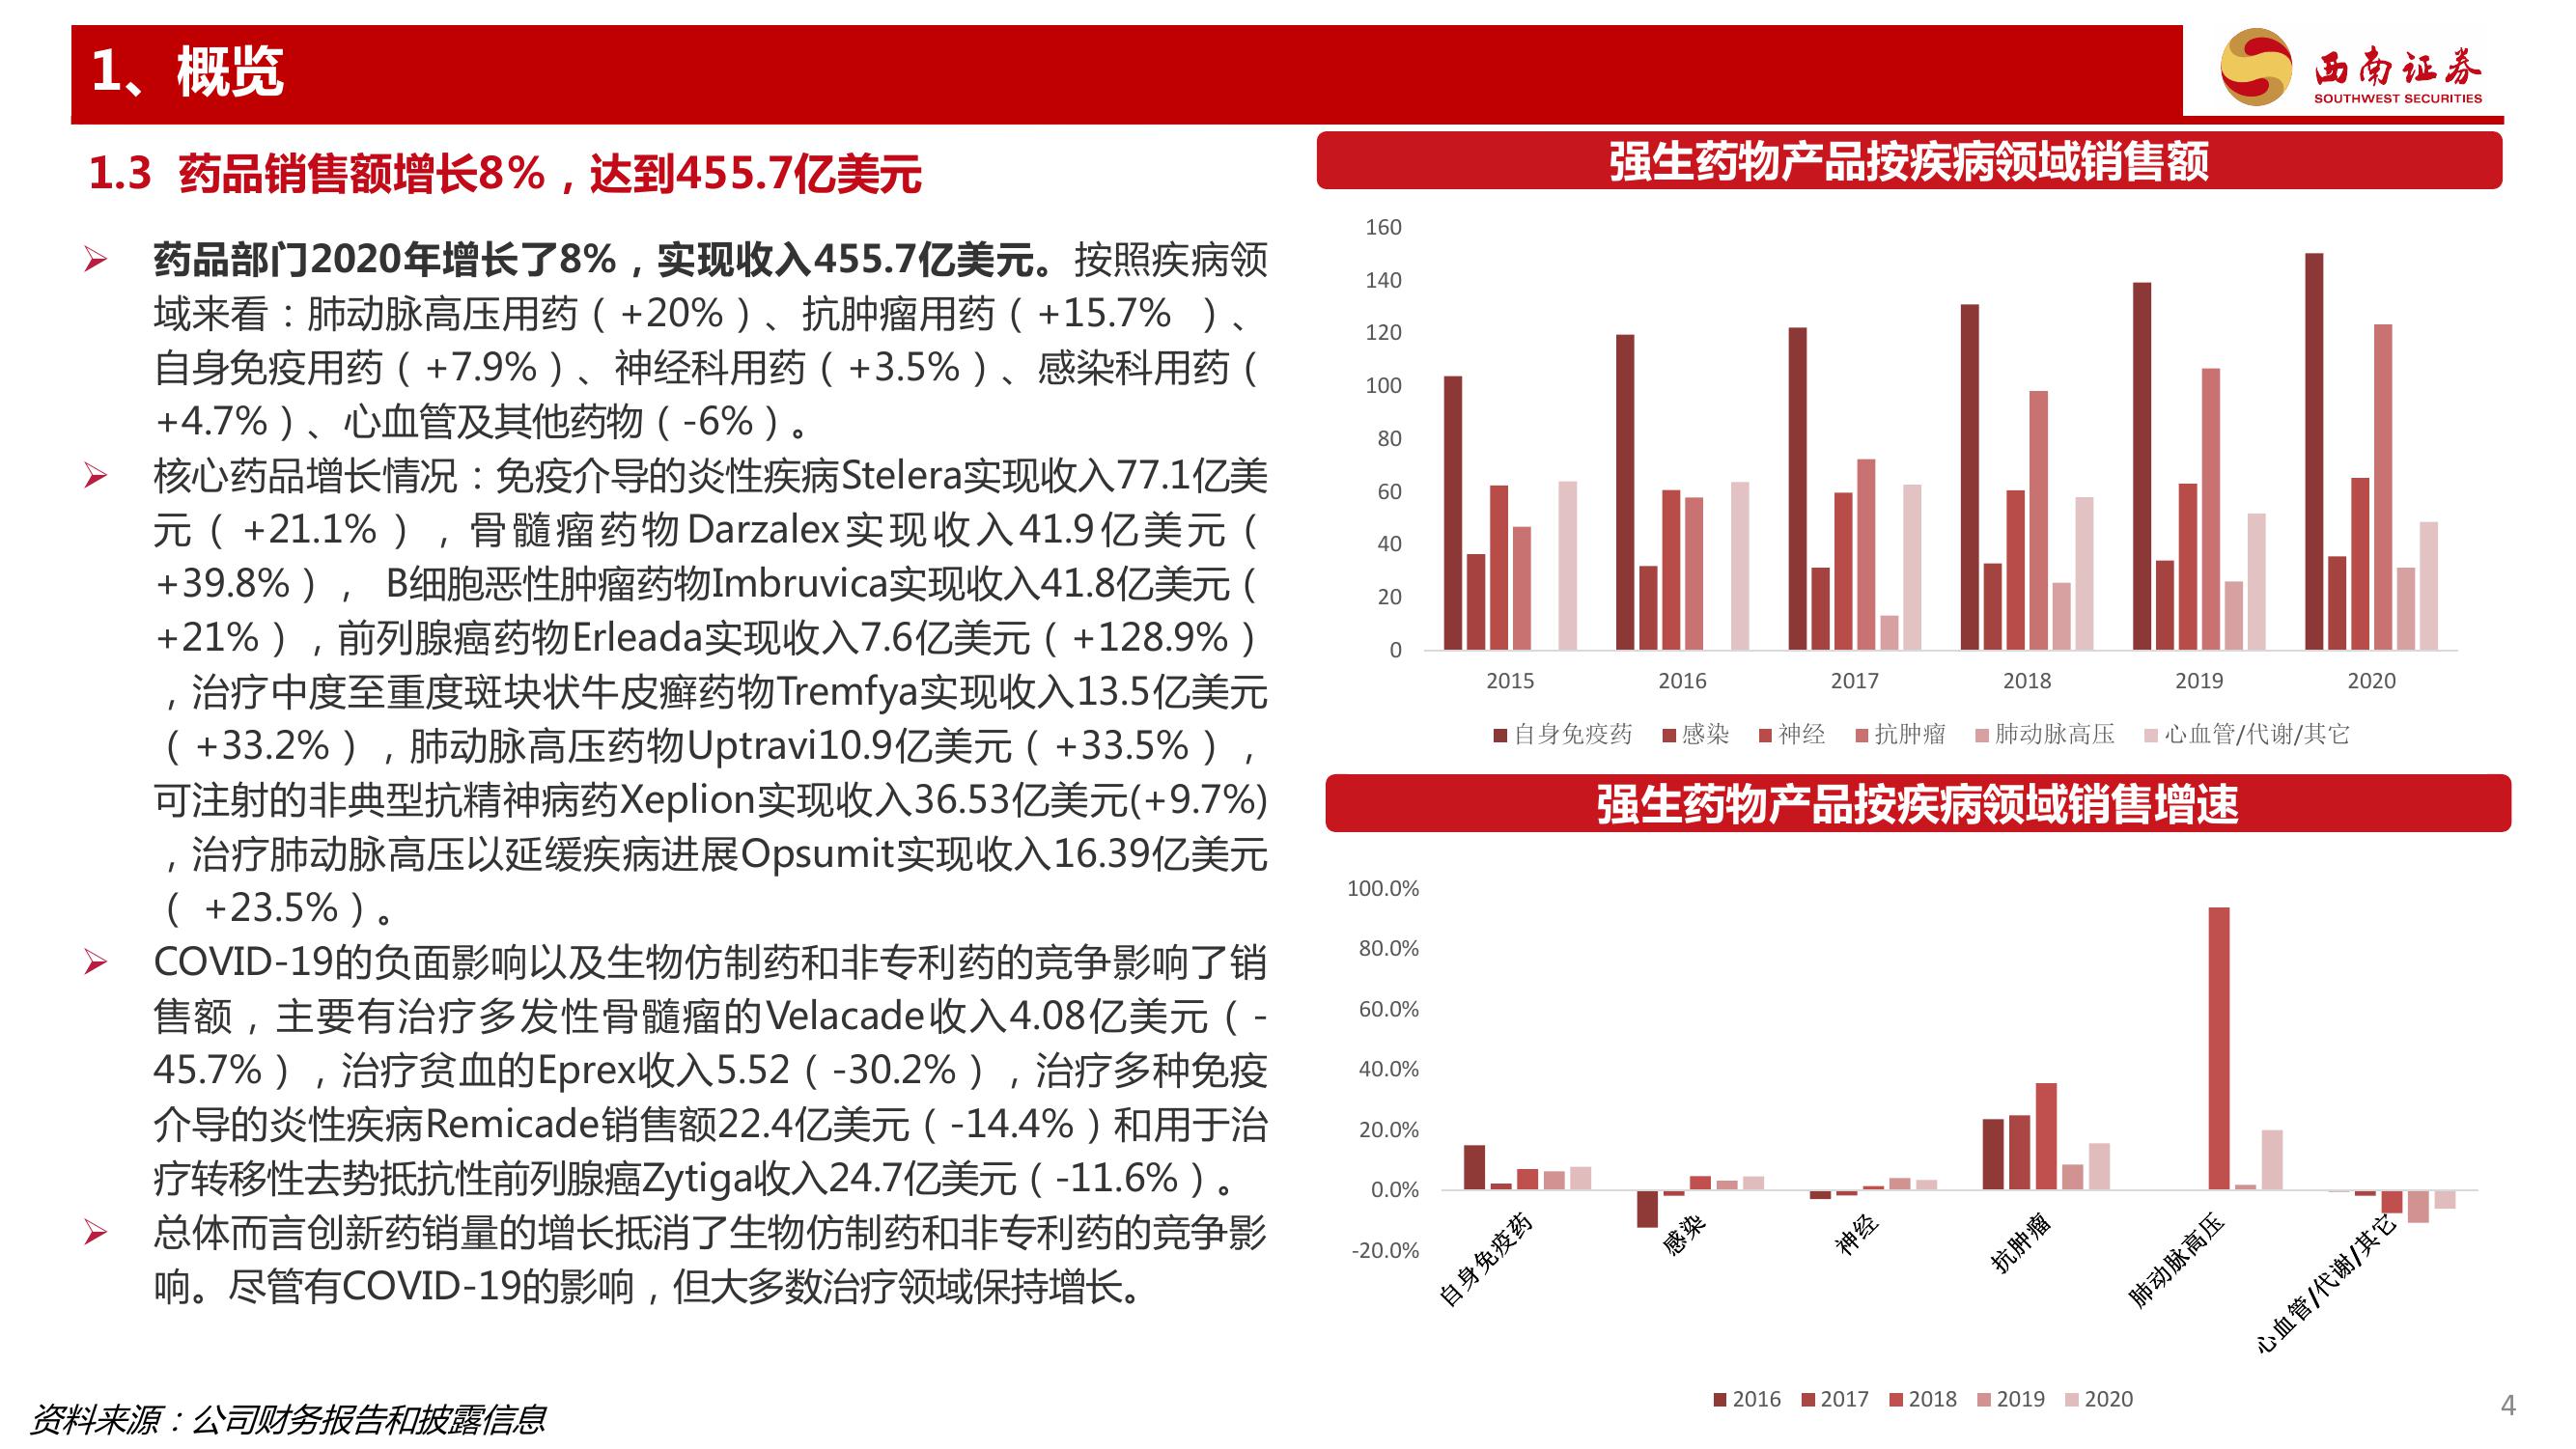 1、概览
西南证券
SOUTHWEST SECURITIES
1.3 药品销售额增长8%，达到455.7亿美元
药品部门2020年增长了8%，实现收入455.7亿美元。按照疾病领
域来看：肺动脉高压用药（+20%）、抗肿瘤用药（+15.7% ）、
自身免疫用药（+7.9%）、神经科用药（+3.5%）、感染科用药（
+4.7%）、心血管及其他药物（-6%）。
核心药品增长情况：免疫介导的炎性疾病Stelera实现收入77.1亿美
元（ +21.1% ），骨髓瘤药物Darzalex实现收入41.9亿美元（
+39.8%）， B细胞恶性肿瘤药物Imbruvica实现收入41.8亿美元（
+21%），前列腺癌药物Erleada实现收入7.6亿美元（+128.9%）
，治疗中度至重度斑块状牛皮癣药物Tremfya实现收入13.5亿美元
（+33.2%），肺动脉高压药物Uptravi10.9亿美元（+33.5%），
可注射的非典型抗精神病药Xeplion实现收入36.53亿美元(+9.7%)
，治疗肺动脉高压以延缓疾病进展Opsumit实现收入16.39亿美元
（ +23.5%）。
COVID-19的负面影响以及生物仿制药和非专利药的竞争影响了销
售额，主要有治疗多发性骨髓瘤的Velacade收入4.08亿美元（-
45.7%），治疗贫血的Eprex收入5.52（-30.2%），治疗多种免疫
介导的炎性疾病Remicade销售额22.4亿美元（-14.4%）和用于治
疗转移性去势抵抗性前列腺癌Zytiga收入24.7亿美元（-11.6%）。
总体而言创新药销量的增长抵消了生物仿制药和非专利药的竞争影
响。尽管有COVID-19的影响，但大多数治疗领域保持增长。
强生药物产品按疾病领域销售额
160
140
120
100
80
60
40
20
0
2015 2016 2017 2018 2019 2020
自身免疫药 感染 神经 抗肿瘤 肺动脉高压 心血管/代谢/其它
强生药物产品按疾病领域销售增速
100.0%
80.0%
60.0%
40.0%
20.0%
0.0%
-20.0%
自身免疫药 感染 神经 抗肿瘤 肺动脉高压 心血管/代谢/其它
2016 2017 2018 2019 2020
资料来源：公司财务报告和披露信息
4